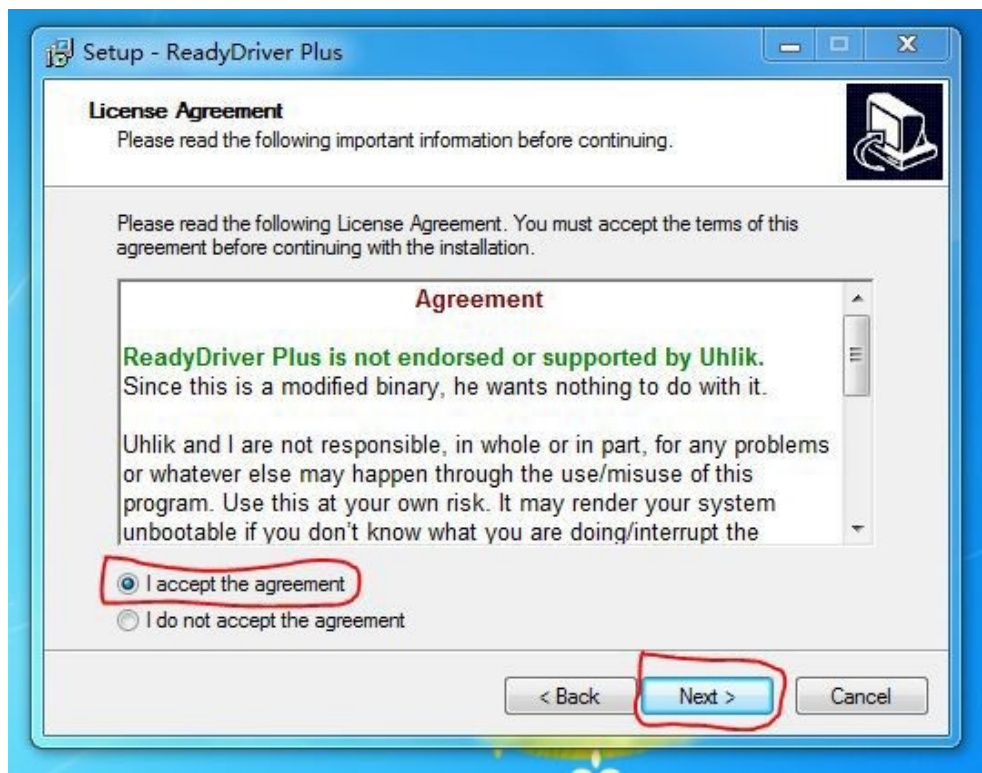 Setup - ReadyDriver Plus
License Agreement
Please read the following important information before continuing.
Please read the following License Agreement. You must accept the terms of this
agreement before continuing with the installation.
Agreement
ReadyDriver Plus is not endorsed or supported by Uhlik.
Since this is a modified binary, he wants nothing to do with it.
Uhlik and I are not responsible, in whole or in part, for any problems
or whatever else may happen through the use/misuse of this
program. Use this at your own risk. It may render your system
unbootable if you don't know what you are doing/interrupt the
I accept the agreement
I do not accept the agreement
< Back
Next >
Cancel